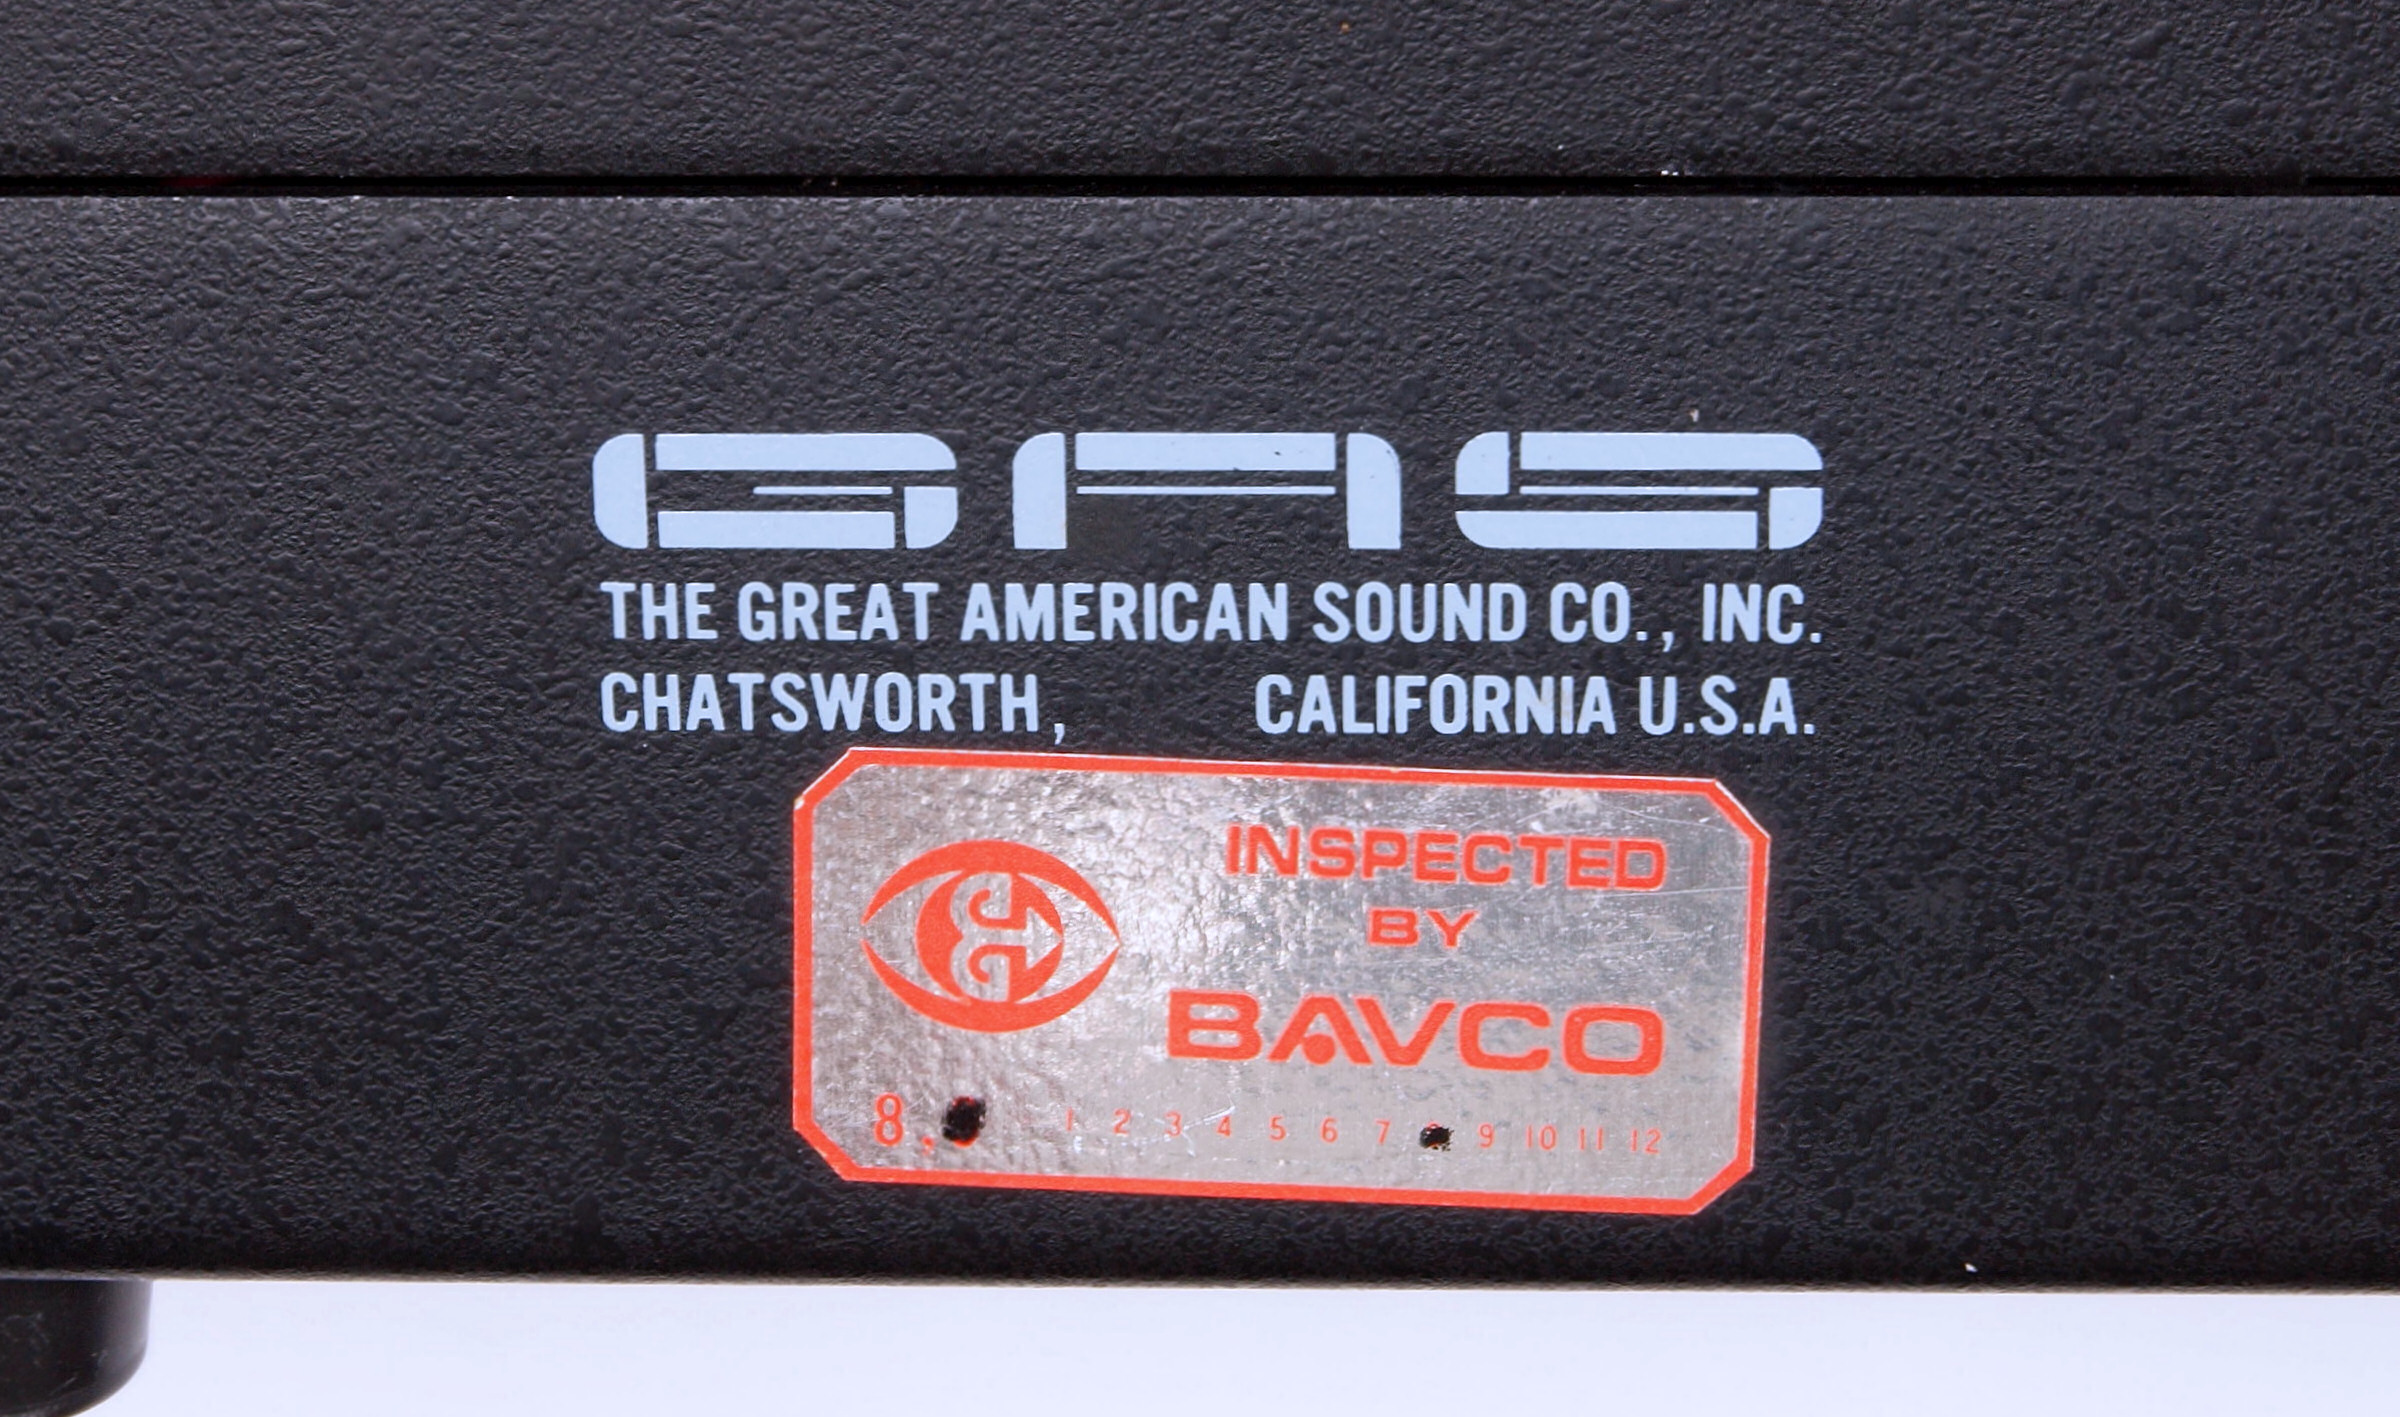 GAS
THE GREAT AMERICAN SOUND CO., INC.
CHATSWORTH, CALIFORNIA U.S.A.
INSPECTED
BY
BAVCO
8, 1 2 3 4 5 6 7 9 10 11 12